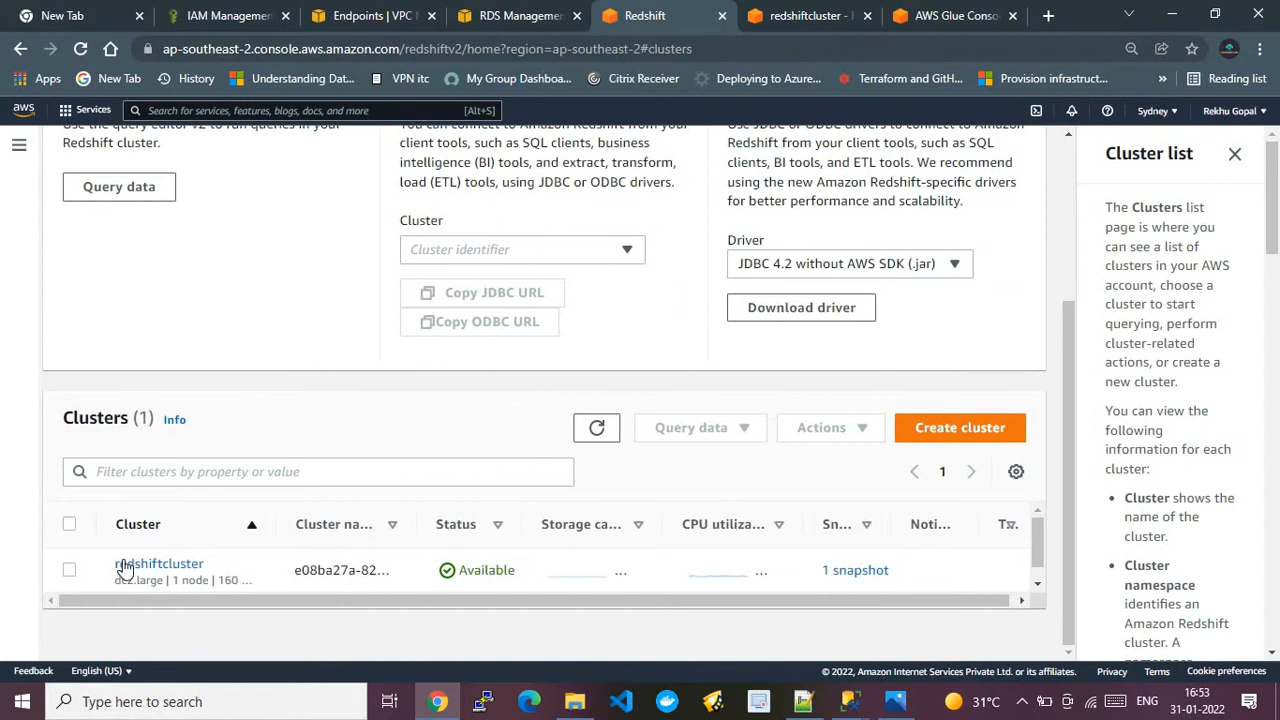 New Tab
IAM Managemen
Endpoints | VPC
RDS Managemen
Redshift
redshiftcluster -
AWS Glue Conso
ap-southeast-2.console.aws.amazon.com/redshiftv2/home?region=ap-southeast-2#clusters
Apps
New Tab
History
Understanding Dat...
VPN itc
My Group Dashboa...
Citrix Receiver
Deploying to Azure...
Terraform and GitH...
Provision infrastruct...
»
Reading list
aws
Services
Search for services, features, blogs, docs, and more
[Alt+S]
Sydney
Rekhu Gopal
Use the query editor v2 to run queries in your
Redshift cluster.
Query data
You can connect to Amazon Redshift from your
client tools, such as SQL clients, business
intelligence (BI) tools, and extract, transform,
load (ETL) tools, using JDBC or ODBC drivers.
Cluster
Cluster identifier
Copy JDBC URL
Copy ODBC URL
Use JDBC or ODBC drivers to connect to Amazon
Redshift from your client tools, such as SQL
clients, BI tools, and ETL tools. We recommend
using the new Amazon Redshift-specific drivers
for better performance and scalability.
Driver
JDBC 4.2 without AWS SDK (.jar)
Download driver
Clusters (1)
Info
Query data
Actions
Create cluster
Filter clusters by property or value
1
Cluster
Cluster na...
Status
Storage ca...
CPU utiliza...
Sn...
Noti...
T...
redshiftcluster
dc2.large | 1 node | 160 ...
e08ba27a-82...
Available
...
...
1 snapshot
Cluster list
The Clusters list
page is where you
can see a list of
clusters in your AWS
account, choose a
cluster to start
querying, perform
cluster-related
actions, or create a
new cluster.
You can view the
following
information for each
cluster:
• Cluster shows the
name of the
cluster.
• Cluster
namespace
identifies an
Amazon Redshift
cluster. A
Feedback
English (US)
© 2022, Amazon Internet Services Private Ltd. or its affiliates.
Privacy
Terms
Cookie preferences
Type here to search
31°C
16:53
31-01-2022